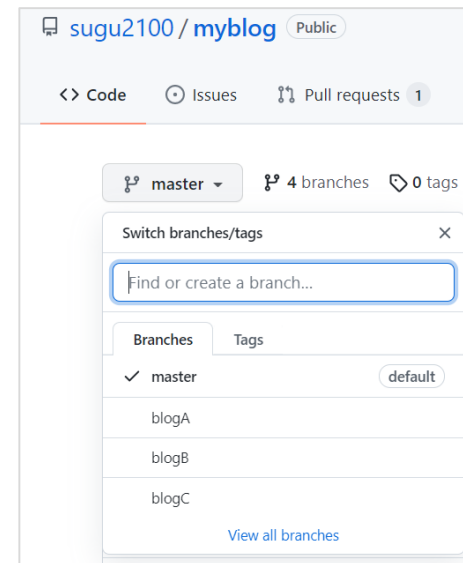 sugu2100 / myblog Public
<> Code Issues Pull requests 1
master 4 branches 0 tags
Switch branches/tags
Find or create a branch...
Branches Tags
master default
blogA
blogB
blogC
View all branches